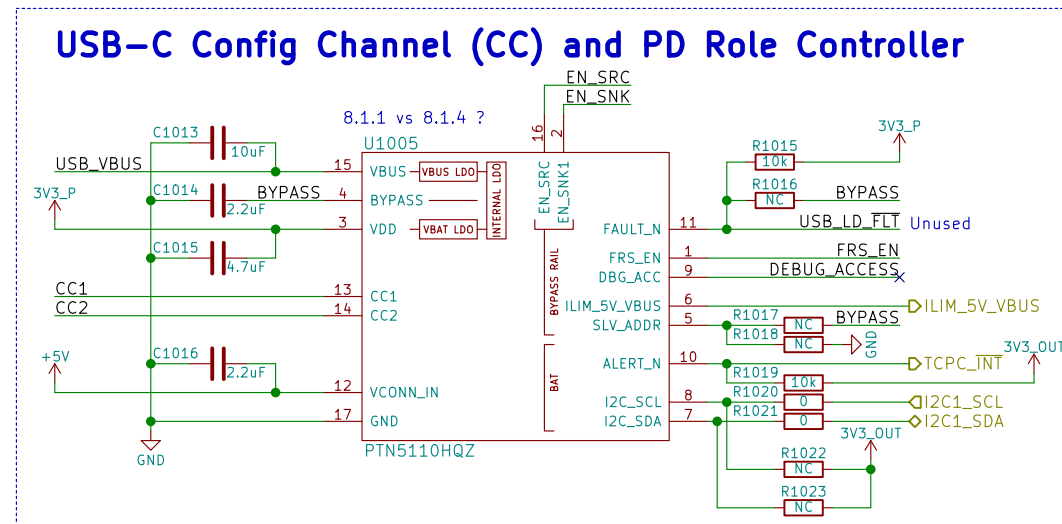 USB-C Config Channel (CC) and PD Role Controller
EN_SRC
EN_SNK
8.1.1 vs 8.1.4 ?
16
2
U1005
C1013
10uF
USB_VBUS
15
VBUS
VBUS LDO
INTERNAL LDO
EN_SRC
EN_SNK1
3V3_P
C1014
2.2uF
BYPASS
4
BYPASS
3
VDD
VBAT LDO
C1015
4.7uF
BYPASS RAIL
CC1
13
CC1
CC2
14
CC2
+5V
C1016
2.2uF
12
VCONN_IN
BAT
17
GND
GND
PTN5110HQZ
3V3_P
R1015
10k
R1016
NC
BYPASS
FAULT_N
11
USB_LD_FLT
Unused
FRS_EN
1
FRS_EN
DBG_ACC
9
DEBUG_ACCESS
ILIM_5V_VBUS
6
ILIM_5V_VBUS
SLV_ADDR
5
R1017
NC
BYPASS
R1018
NC
GND
ALERT_N
10
TCPC_INT
3V3_OUT
R1019
10k
I2C_SCL
8
R1020
0
I2C1_SCL
I2C_SDA
7
R1021
0
I2C1_SDA
3V3_OUT
R1022
NC
R1023
NC